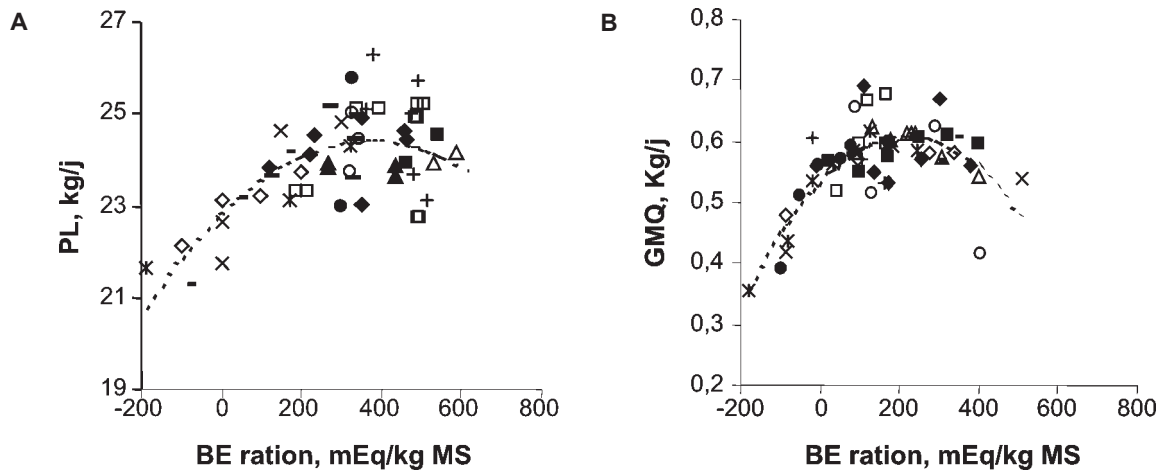 A
PL, kg/j
27
25
23
21
19
-200 0 200 400 600 800
BE ration, mEq/kg MS
B
GMQ, Kg/j
0,8
0,7
0,6
0,5
0,4
0,3
0,2
-200 0 200 400 600 800
BE ration, mEq/kg MS